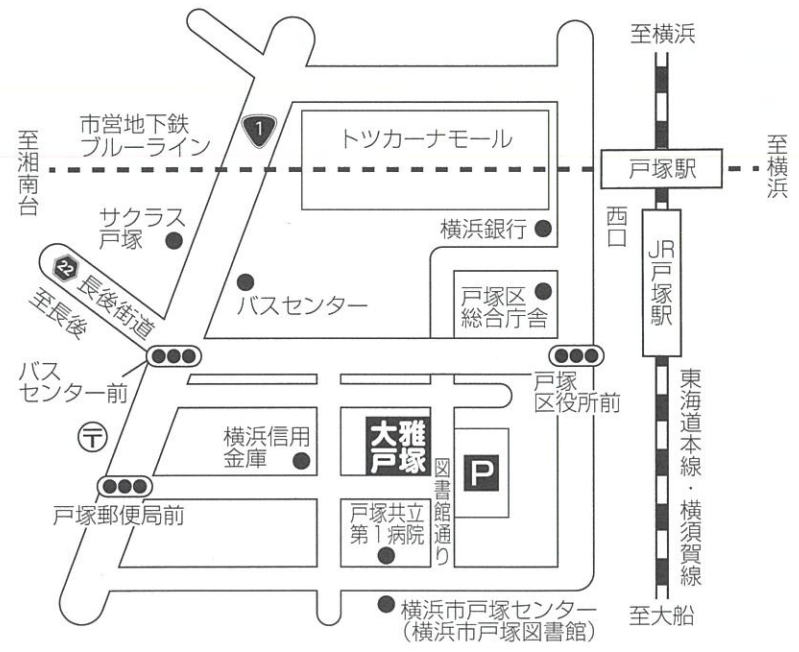 至横浜
市営地下鉄
ブルーライン
1
トツカーナモール
至湘南台
戸塚駅
至横浜
サクラス
戸塚
横浜銀行
西口
JR戸塚駅
22
長後街道
至長後
バスセンター
戸塚区
総合庁舎
バス
センター前
戸塚
区役所前
東海道本線・横須賀線
〒
横浜信用
金庫
雅
大戸塚
P
図書館通り
戸塚郵便局前
戸塚共立
第1病院
横浜市戸塚センター
(横浜市戸塚図書館)
至大船